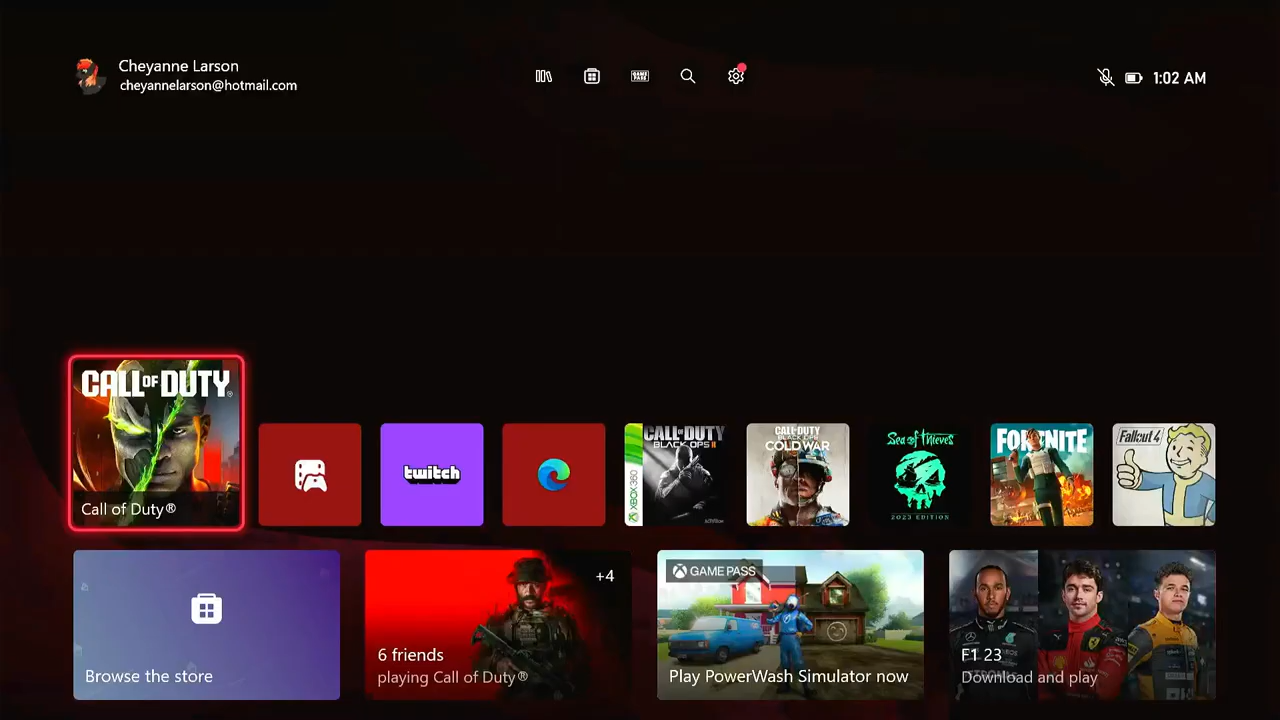 Cheyanne Larson
cheyannelarson@hotmail.com
GAME PASS
1:02 AM
CALL OF DUTY®
Call of Duty®
twitch
XBOX 360
CALL·DUTY
BLACK OPS II
CALL·DUTY
BLACK OPS
COLD WAR
Sea of Thieves
2023 EDITION
FORTNITE
Fallout 4
Browse the store
+4
6 friends
playing Call of Duty®
GAME PASS
Play PowerWash Simulator now
F1 23
Download and play